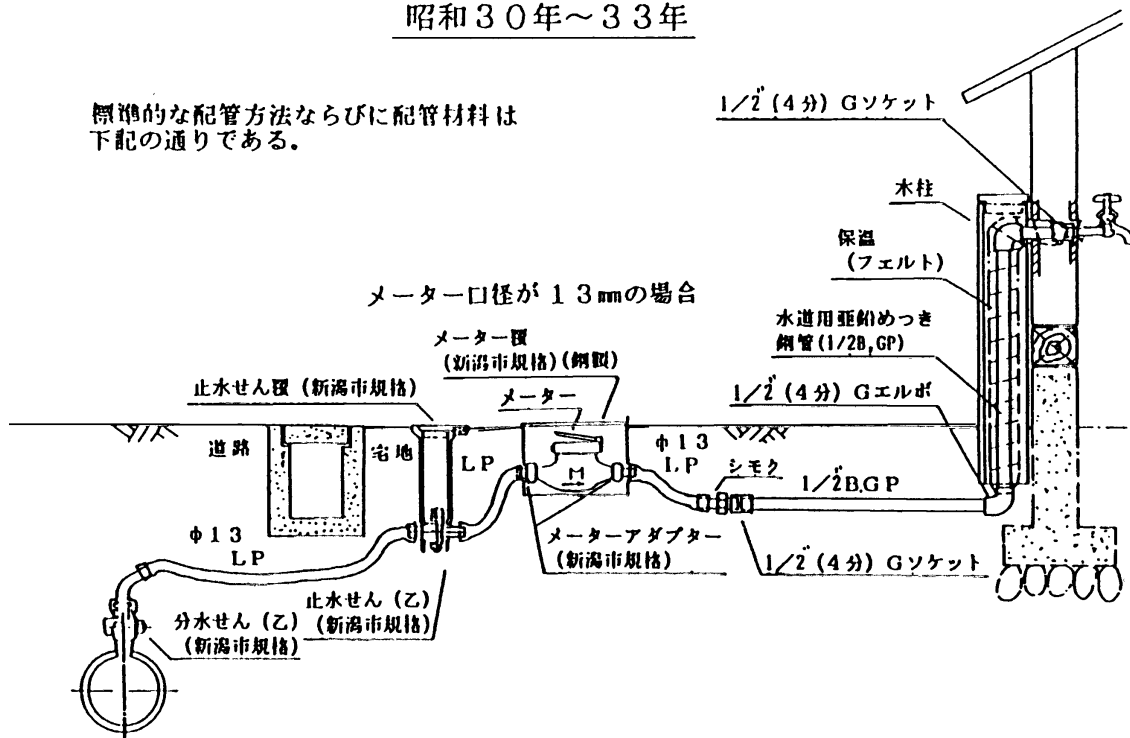 昭和３０年～３３年
標準的な配管方法ならびに配管材料は
下記の通りである。
1／2″(4分) Gソケット
水柱
保温
(フェルト)
メーター口径が 13㎜の場合
メーター覆
(新潟市規格)(鋼製)
水道用亜鉛めっき
鋼管(1/2B,GP)
止水せん覆 (新潟市規格)
メーター
1／2″(4分) Gエルボ
道路
宅地
LP
M
φ13
LP
シモク
1／2″B.GP
φ13
LP
メーターアダプター
(新潟市規格)
1／2″(4分) Gソケット
止水せん (乙)
(新潟市規格)
分水せん (乙)
(新潟市規格)